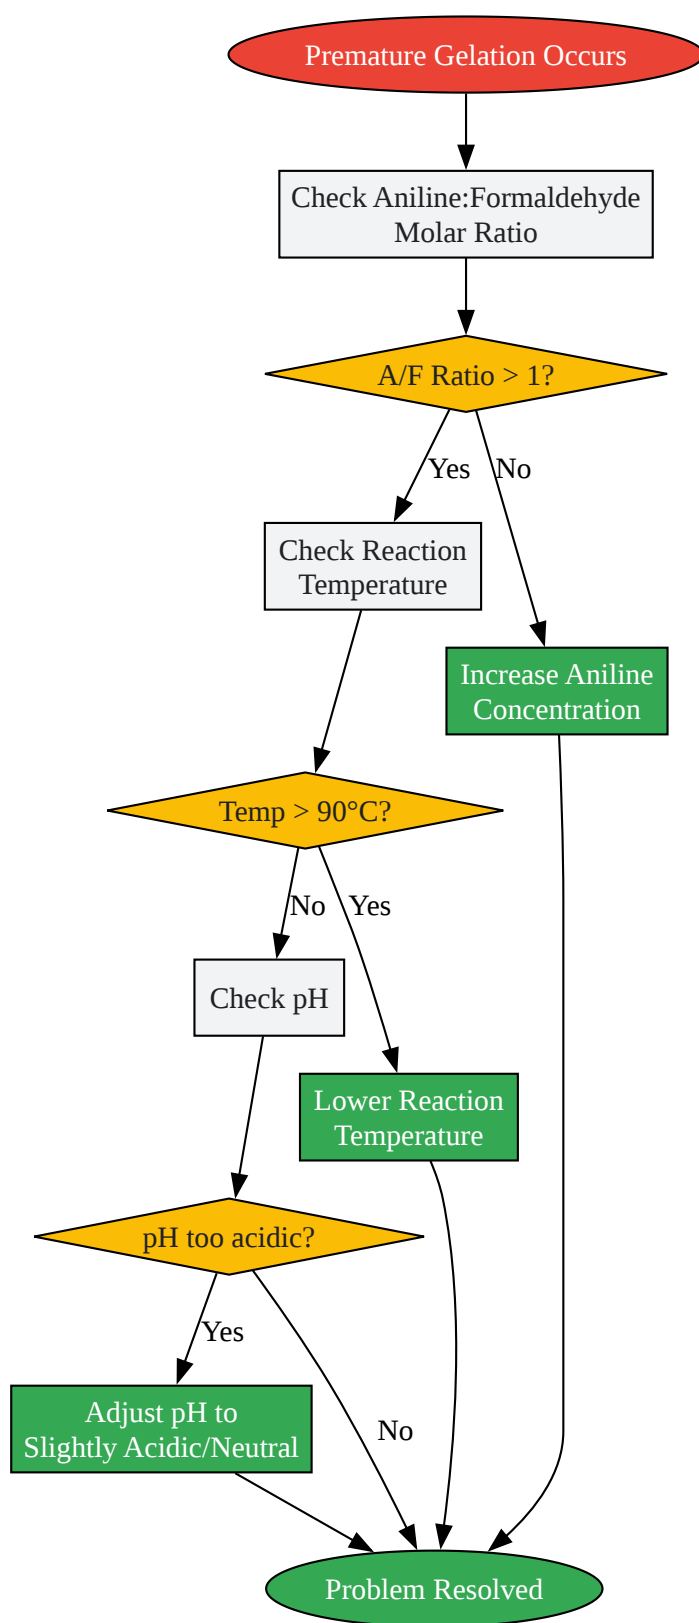 Premature Gelation Occurs
Check Aniline:Formaldehyde
Molar Ratio
A/F Ratio > 1?
Yes
No
Check Reaction
Temperature
Increase Aniline
Concentration
Temp > 90°C?
No
Yes
Check pH
Lower Reaction
Temperature
pH too acidic?
Yes
Adjust pH to
Slightly Acidic/Neutral
No
Problem Resolved